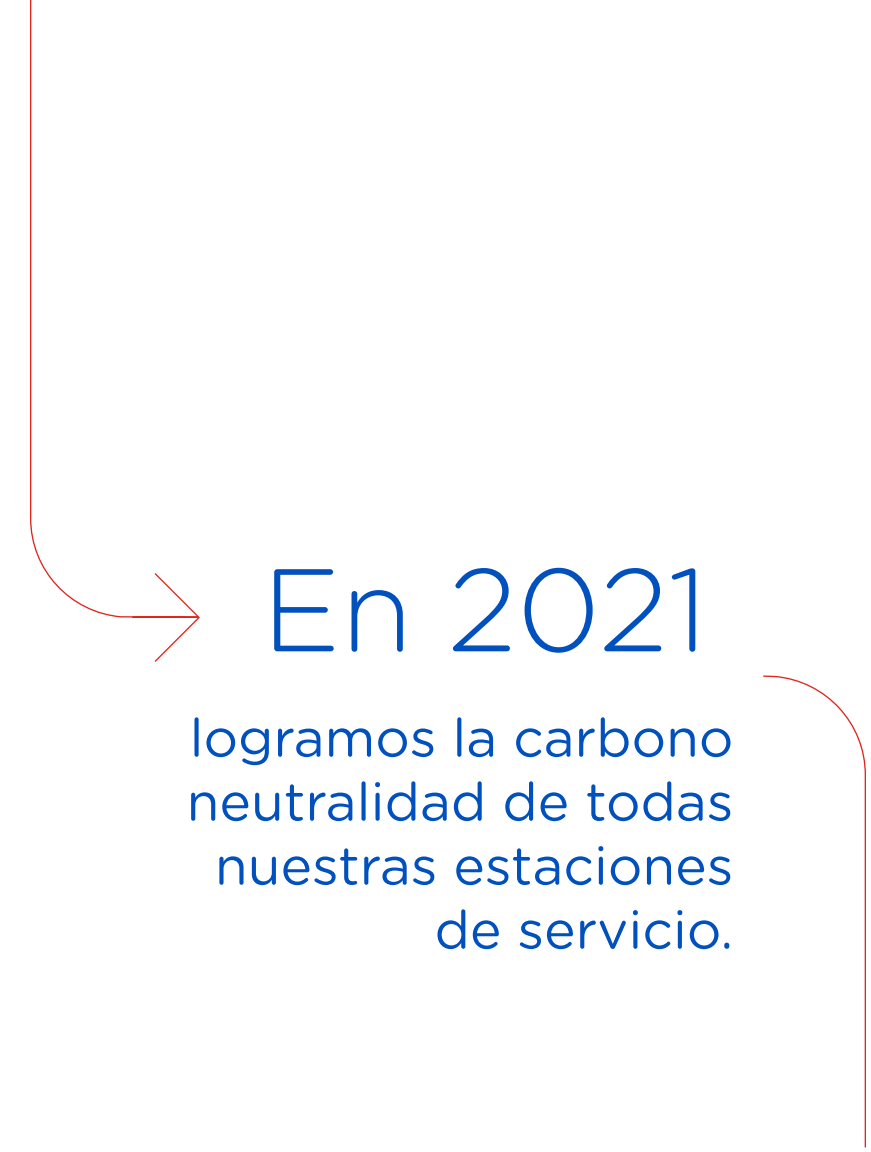 En 2021
logramos la carbono
neutralidad de todas
nuestras estaciones
de servicio.